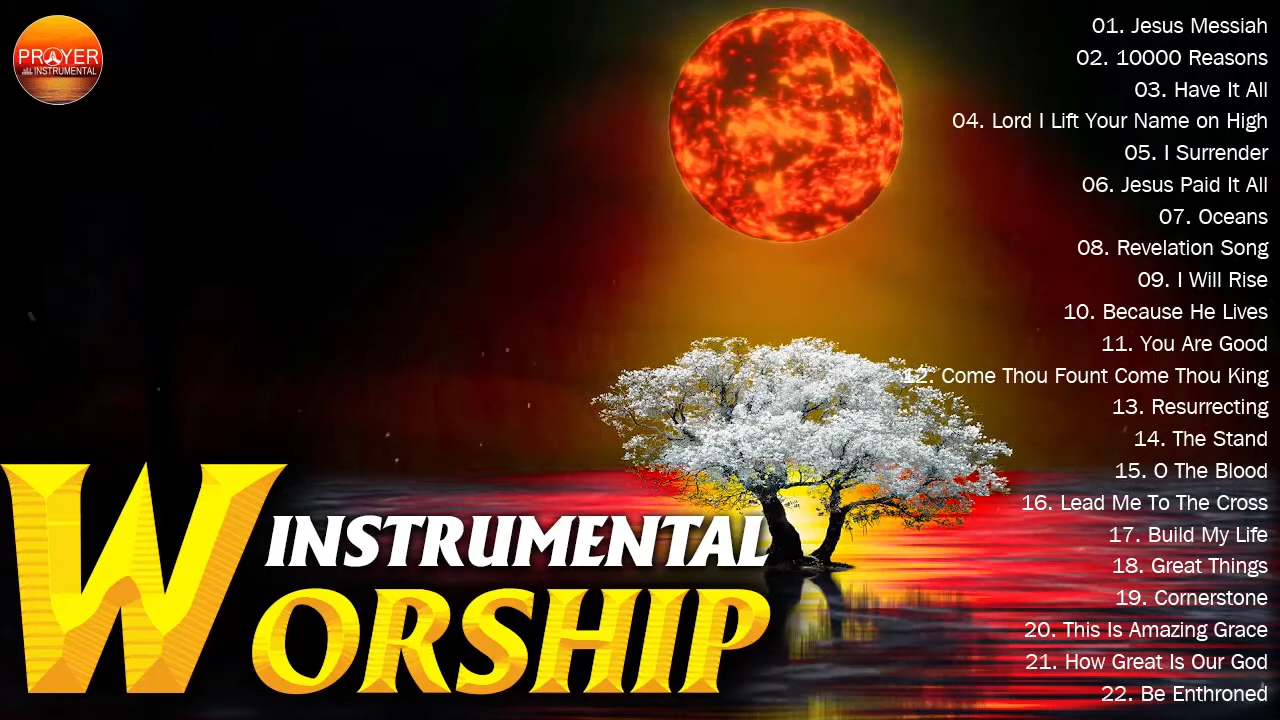 PRAYER
INSTRUMENTAL
INSTRUMENTAL
WORSHIP
01. Jesus Messiah
02. 10000 Reasons
03. Have It All
04. Lord I Lift Your Name on High
05. I Surrender
06. Jesus Paid It All
07. Oceans
08. Revelation Song
09. I Will Rise
10. Because He Lives
11. You Are Good
12. Come Thou Fount Come Thou King
13. Resurrecting
14. The Stand
15. O The Blood
16. Lead Me To The Cross
17. Build My Life
18. Great Things
19. Cornerstone
20. This Is Amazing Grace
21. How Great Is Our God
22. Be Enthroned